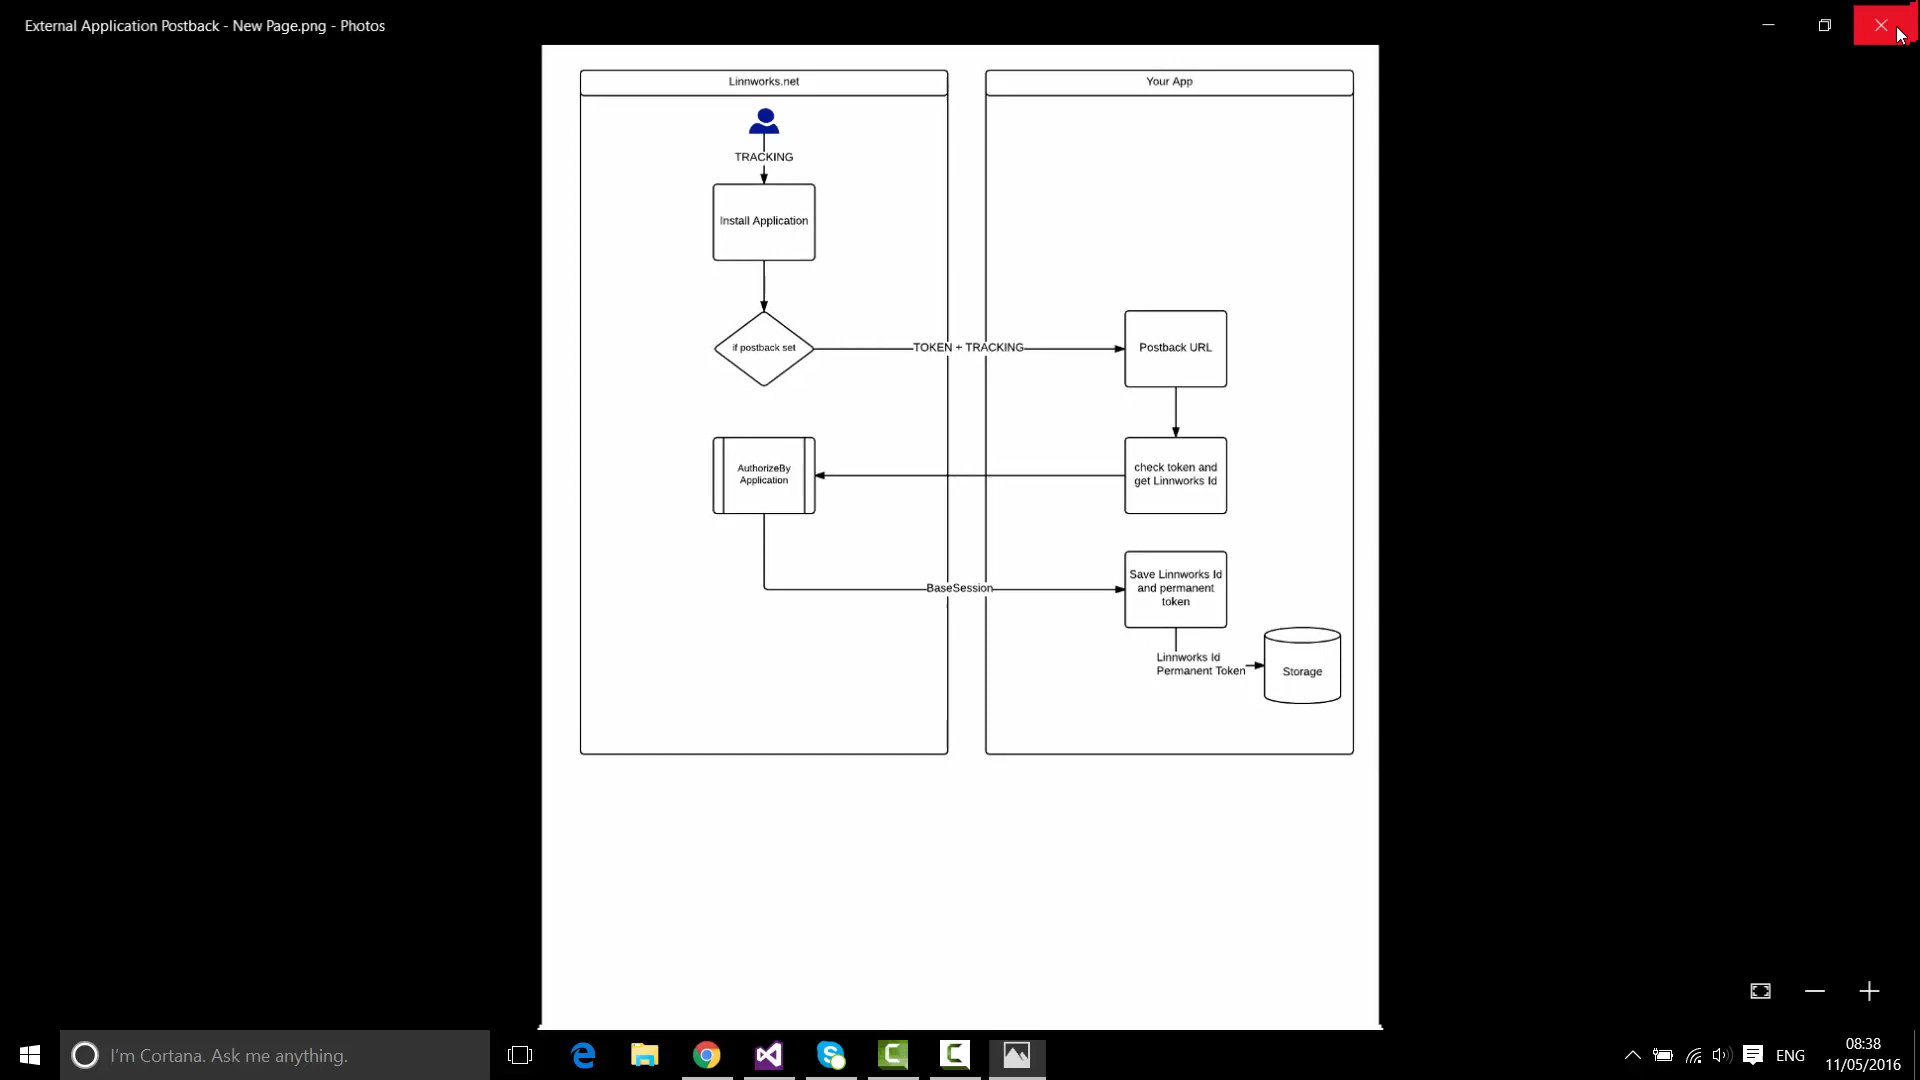 External Application Postback - New Page.png - Photos
Linnworks.net
Your App
TRACKING
Install Application
if postback set
TOKEN + TRACKING
Postback URL
AuthorizeBy
Application
check token and
get Linnworks Id
BaseSession
Save Linnworks Id
and permanent
token
Linnworks Id
Permanent Token
Storage
I'm Cortana. Ask me anything.
ENG
08:38
11/05/2016